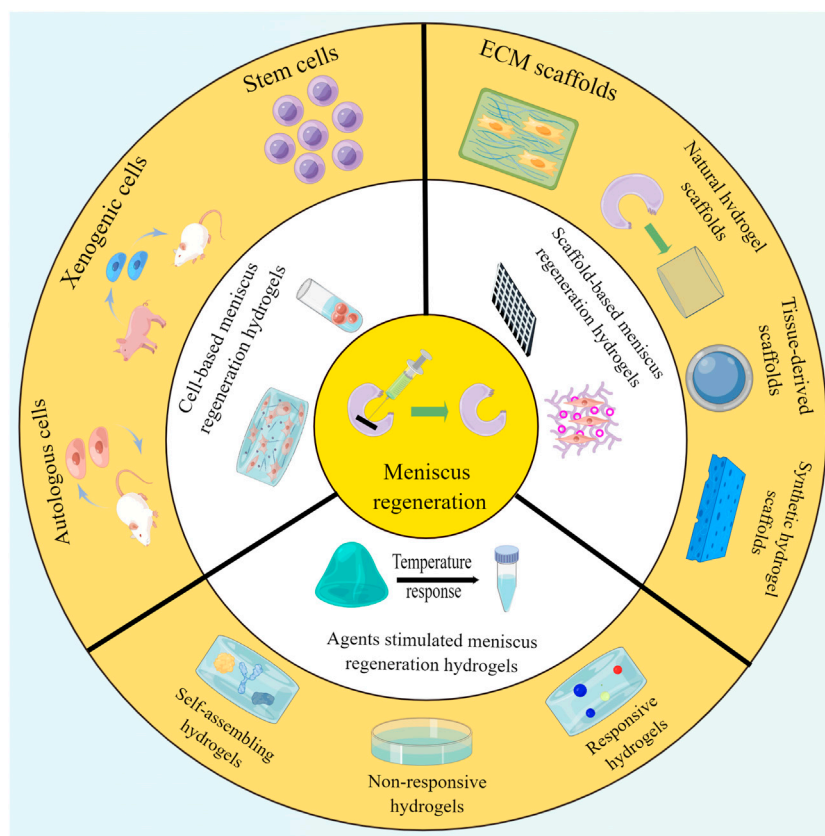 Stem cells
Xenogenic cells
Autologous cells
ECM scaffolds
Natural hydrogel
scaffolds
Tissue-derived
scaffolds
Synthetic hydrogel
scaffolds
Cell-based meniscus
regeneration hydrogels
Scaffold-based meniscus
regeneration hydrogels
Meniscus
regeneration
Temperature
response
Agents stimulated meniscus
regeneration hydrogels
Self-assembling
hydrogels
Non-responsive
hydrogels
Responsive
hydrogels